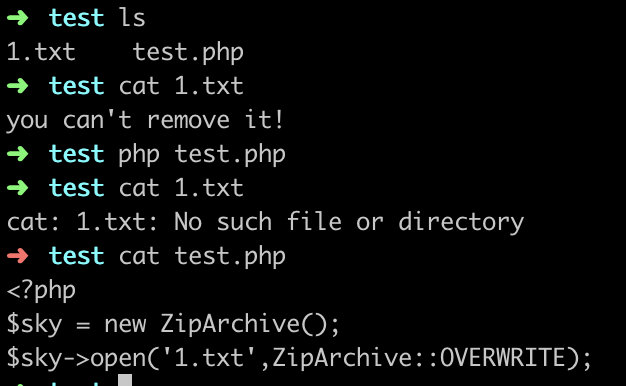 ➜ test ls
1.txt    test.php
➜ test cat 1.txt
you can't remove it!
➜ test php test.php
➜ test cat 1.txt
cat: 1.txt: No such file or directory
➜ test cat test.php
<?php
$sky = new ZipArchive();
$sky->open('1.txt',ZipArchive::OVERWRITE);